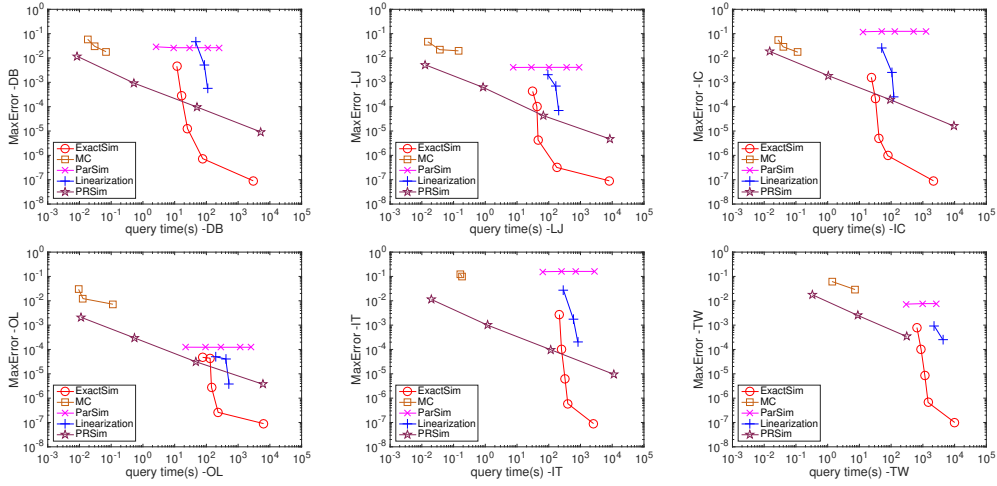 MaxError -DB
10^0
10^-1
10^-2
10^-3
10^-4
10^-5
10^-6
10^-7
10^-8
ExactSim
MC
ParSim
Linearization
PRSim
10^-3 10^-2 10^-1 10^0 10^1 10^2 10^3 10^4 10^5
query time(s) -DB
MaxError -LJ
10^0
10^-1
10^-2
10^-3
10^-4
10^-5
10^-6
10^-7
10^-8
ExactSim
MC
ParSim
Linearization
PRSim
10^-3 10^-2 10^-1 10^0 10^1 10^2 10^3 10^4 10^5
query time(s) -LJ
MaxError -IC
10^0
10^-1
10^-2
10^-3
10^-4
10^-5
10^-6
10^-7
10^-8
ExactSim
MC
ParSim
Linearization
PRSim
10^-3 10^-2 10^-1 10^0 10^1 10^2 10^3 10^4 10^5
query time(s) -IC
MaxError -OL
10^0
10^-1
10^-2
10^-3
10^-4
10^-5
10^-6
10^-7
10^-8
ExactSim
MC
ParSim
Linearization
PRSim
10^-3 10^-2 10^-1 10^0 10^1 10^2 10^3 10^4 10^5
query time(s) -OL
MaxError -IT
10^0
10^-1
10^-2
10^-3
10^-4
10^-5
10^-6
10^-7
10^-8
ExactSim
MC
ParSim
Linearization
PRSim
10^-3 10^-2 10^-1 10^0 10^1 10^2 10^3 10^4 10^5
query time(s) -IT
MaxError -TW
10^0
10^-1
10^-2
10^-3
10^-4
10^-5
10^-6
10^-7
10^-8
ExactSim
MC
ParSim
Linearization
PRSim
10^-3 10^-2 10^-1 10^0 10^1 10^2 10^3 10^4 10^5
query time(s) -TW